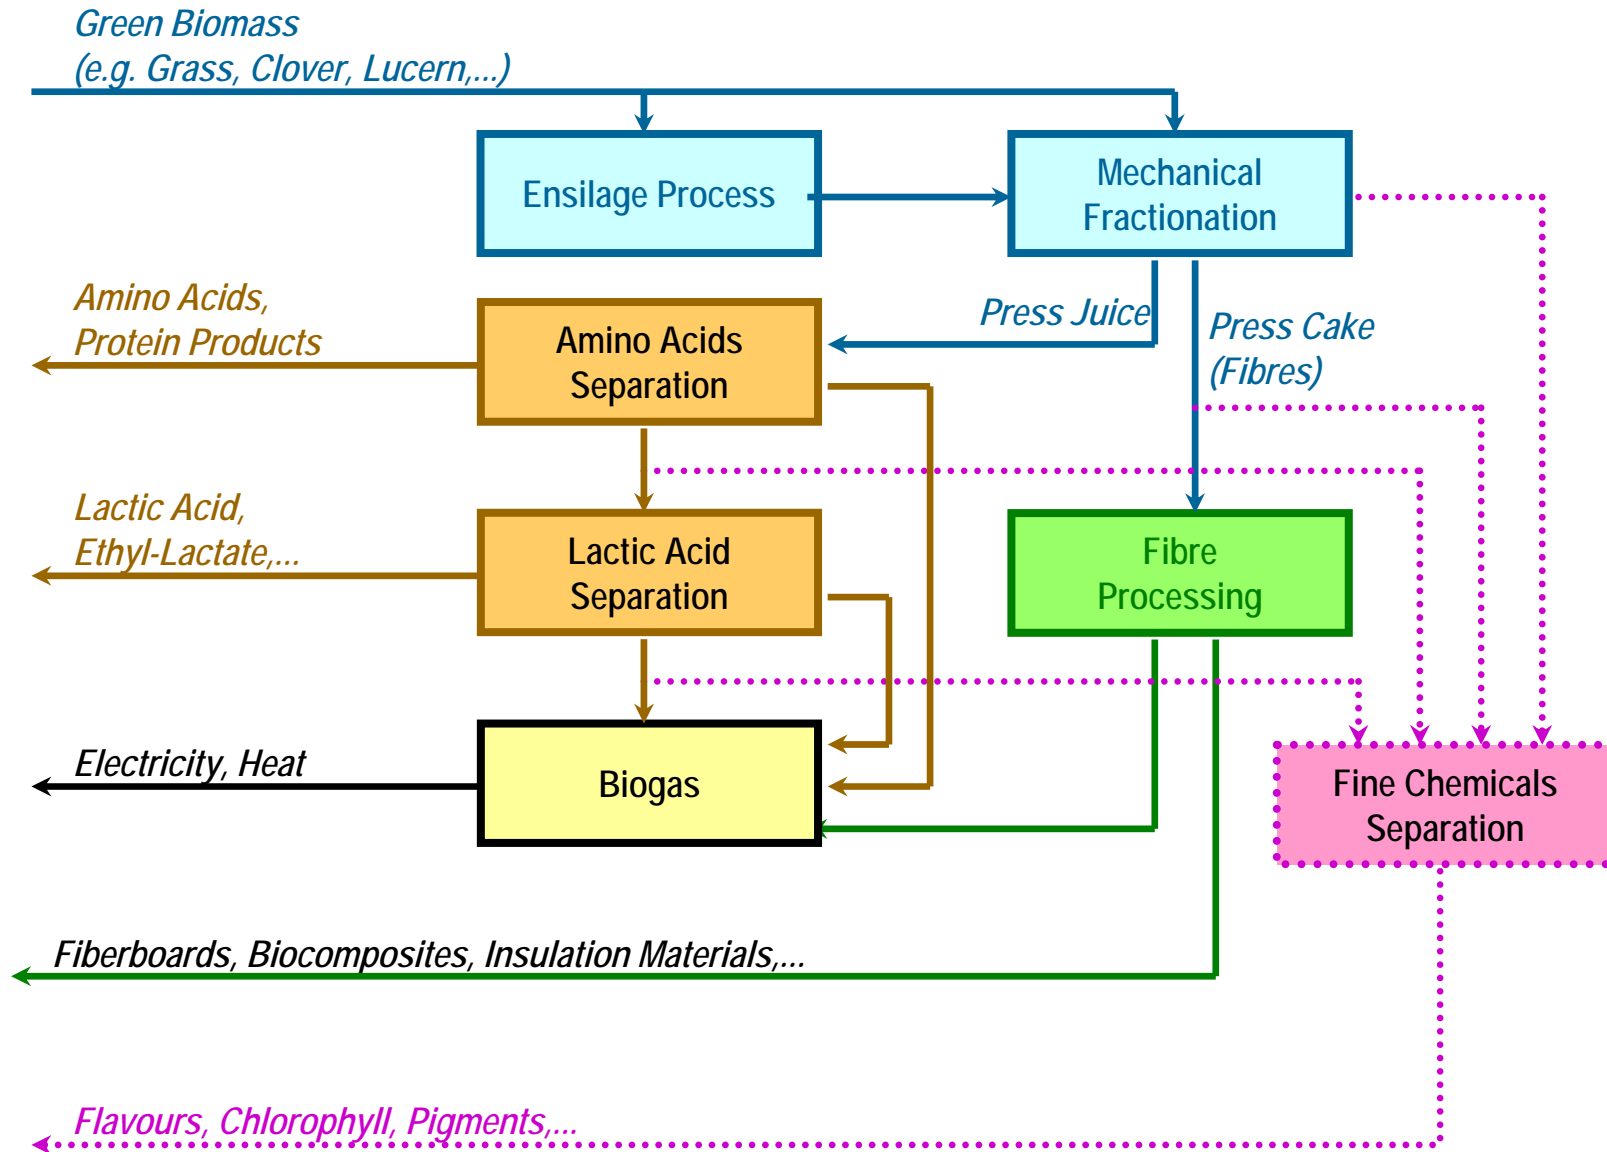 Green Biomass
(e.g. Grass, Clover, Lucern,...)
Ensilage Process
Mechanical
Fractionation
Amino Acids,
Protein Products
Amino Acids
Separation
Press Juice
Press Cake
(Fibres)
Lactic Acid,
Ethyl-Lactate,...
Lactic Acid
Separation
Fibre
Processing
Electricity, Heat
Biogas
Fine Chemicals
Separation
Fiberboards, Biocomposites, Insulation Materials,...
Flavours, Chlorophyll, Pigments,...